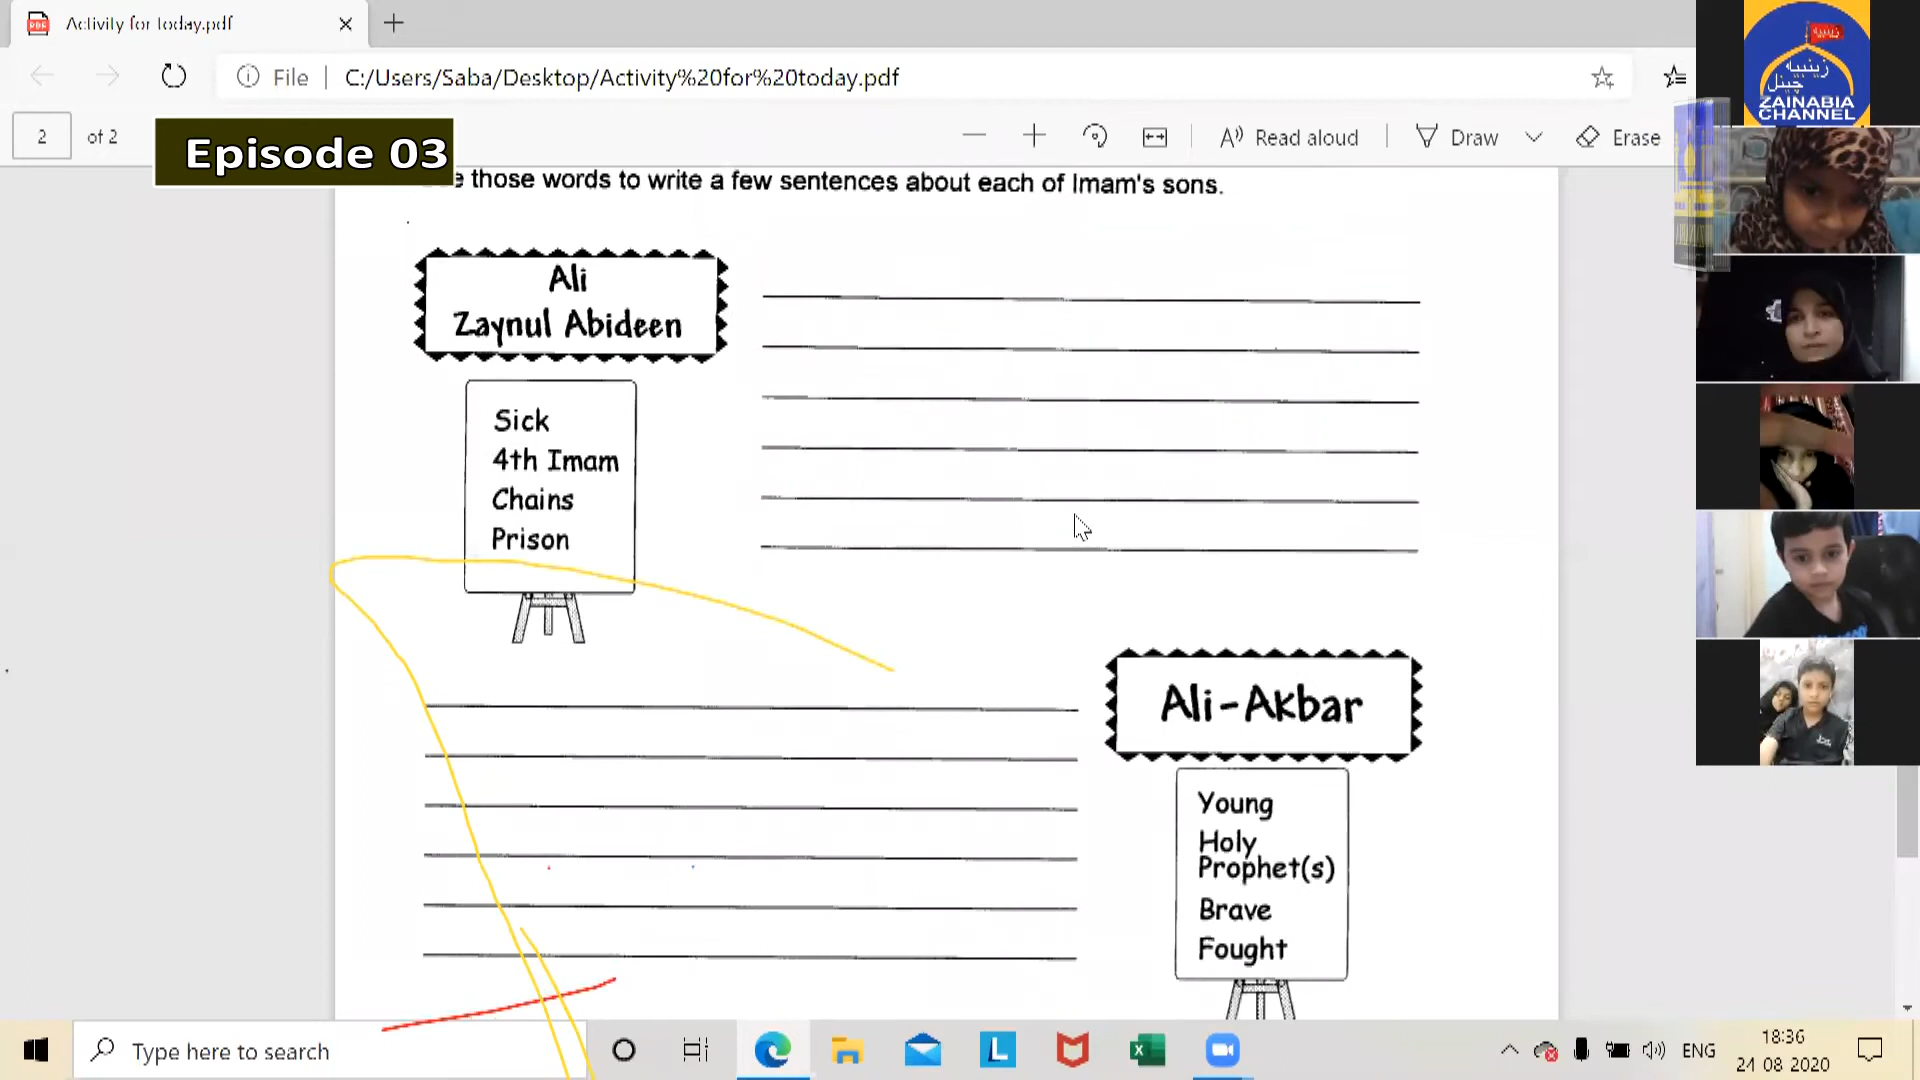 Activity for today.pdf
File
C:/Users/Saba/Desktop/Activity%20for%20today.pdf
زينبيه
زینبیه
چینل
ZAINABIA
CHANNEL
2 of 2
Read aloud
Draw
Erase
Episode 03
those words to write a few sentences about each of Imam's sons.
Ali
Zaynul Abideen
Sick
4th Imam
Chains
Prison
Ali-Akbar
Young
Holy
Prophet(s)
Brave
Fought
Type here to search
ENG
18:36
24-08-2020